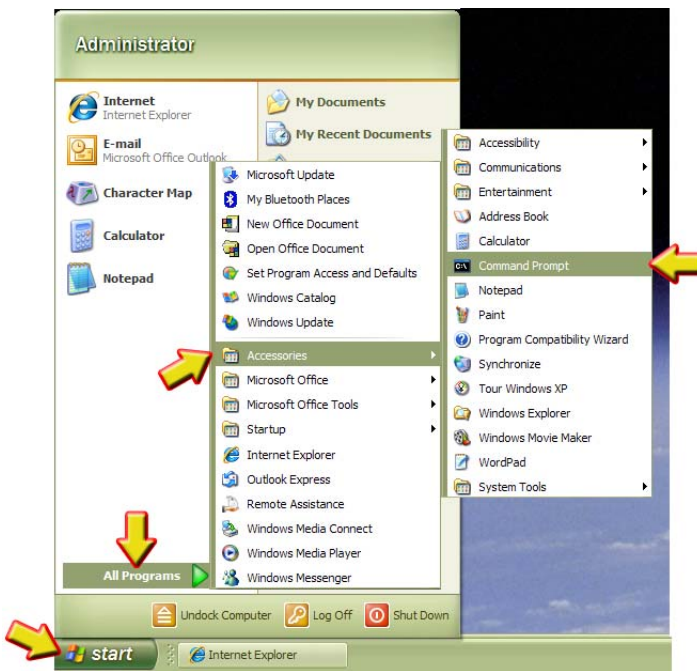 Administrator
Internet
Internet Explorer
E-mail
Microsoft Office Outlook
Character Map
Calculator
Notepad
My Documents
My Recent Documents
Microsoft Update
My Bluetooth Places
New Office Document
Open Office Document
Set Program Access and Defaults
Windows Catalog
Windows Update
Accessories
Microsoft Office
Microsoft Office Tools
Startup
Internet Explorer
Outlook Express
Remote Assistance
Windows Media Connect
Windows Media Player
Windows Messenger
Accessibility
Communications
Entertainment
Address Book
Calculator
Command Prompt
Notepad
Paint
Program Compatibility Wizard
Synchronize
Tour Windows XP
Windows Explorer
Windows Movie Maker
WordPad
System Tools
All Programs
Undock Computer
Log Off
Shut Down
start
Internet Explorer